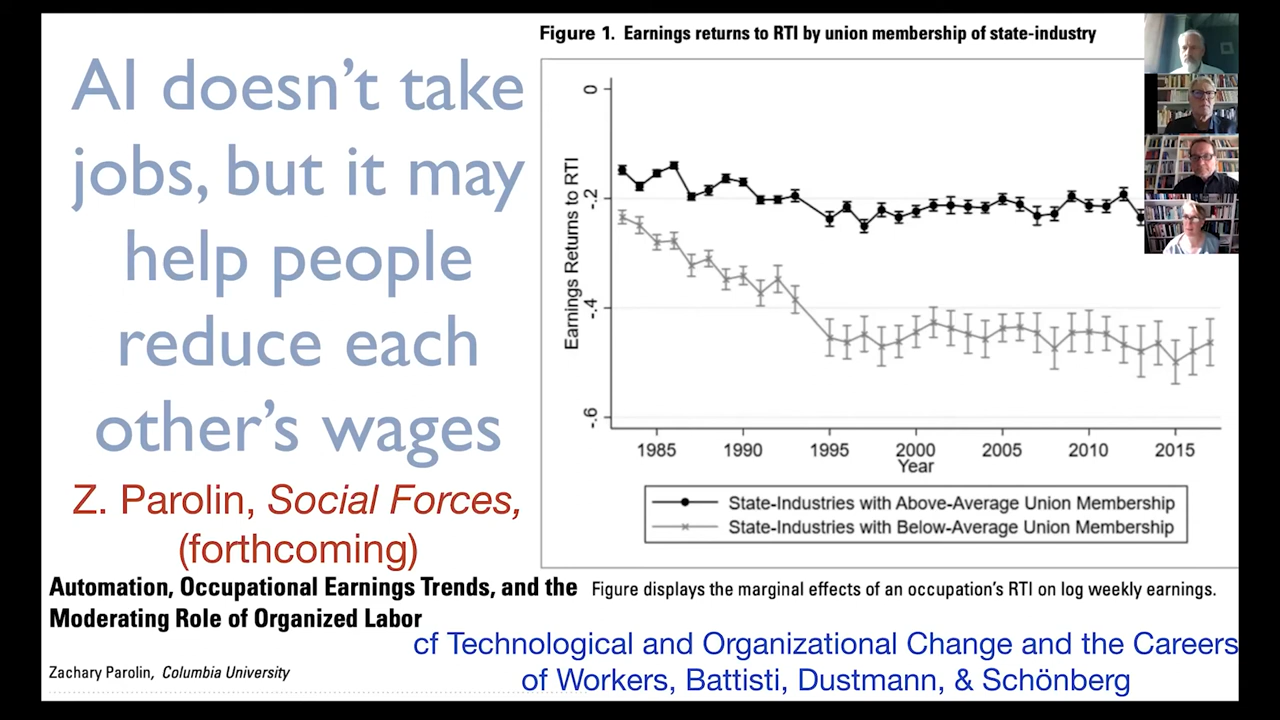 AI doesn't take
jobs, but it may
help people
reduce each
other's wages
Z. Parolin, Social Forces,
(forthcoming)
Automation, Occupational Earnings Trends, and the
Moderating Role of Organized Labor
Zachary Parolin, Columbia University
Figure 1. Earnings returns to RTI by union membership of state-industry
Earnings Returns to RTI
0
-.2
-.4
-.6
1985 1990 1995 2000 2005 2010 2015
Year
State-Industries with Above-Average Union Membership
State-Industries with Below-Average Union Membership
Figure displays the marginal effects of an occupation's RTI on log weekly earnings.
cf Technological and Organizational Change and the Careers
of Workers, Battisti, Dustmann, & Schönberg